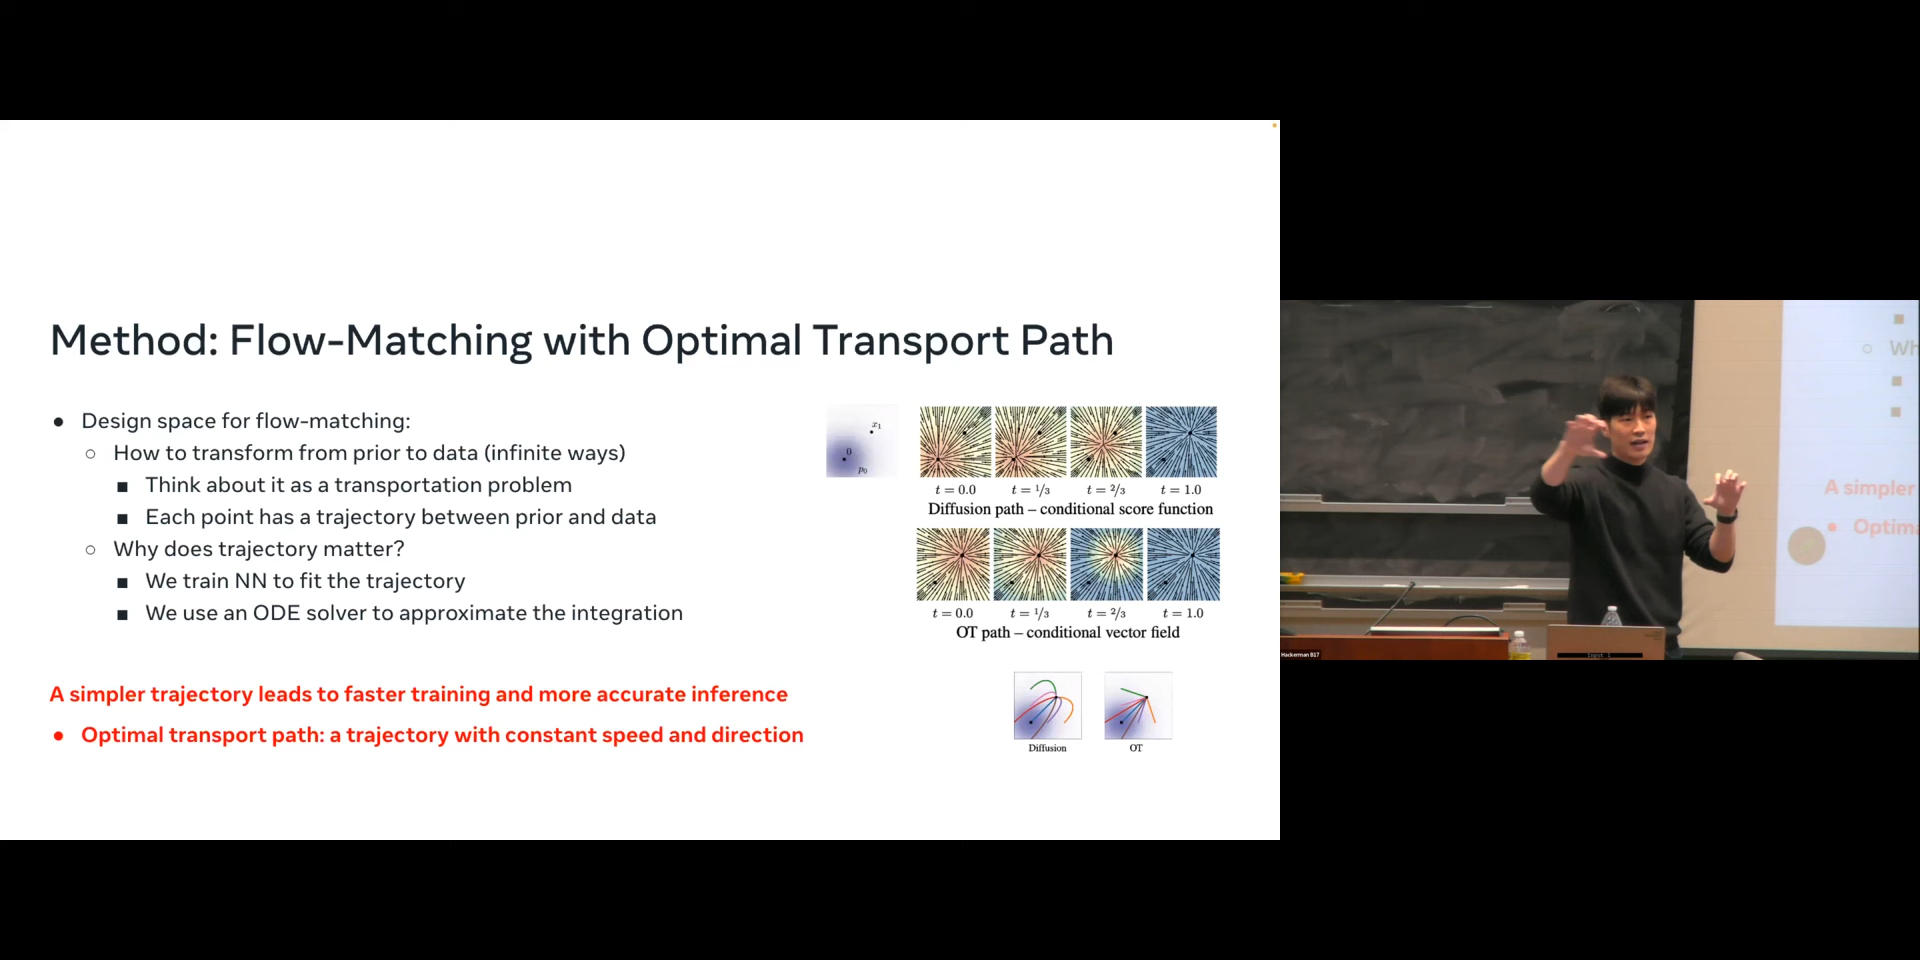 Method: Flow-Matching with Optimal Transport Path
● Design space for flow-matching:
○ How to transform from prior to data (infinite ways)
■ Think about it as a transportation problem
■ Each point has a trajectory between prior and data
○ Why does trajectory matter?
■ We train NN to fit the trajectory
■ We use an ODE solver to approximate the integration
A simpler trajectory leads to faster training and more accurate inference
● Optimal transport path: a trajectory with constant speed and direction
x₁
0
p₀
t = 0.0 t = 1/3 t = 2/3 t = 1.0
Diffusion path – conditional score function
t = 0.0 t = 1/3 t = 2/3 t = 1.0
OT path – conditional vector field
Diffusion OT
■
○ Wh
■
■
A simpler
● Optima
Hackerman B17
Input 1